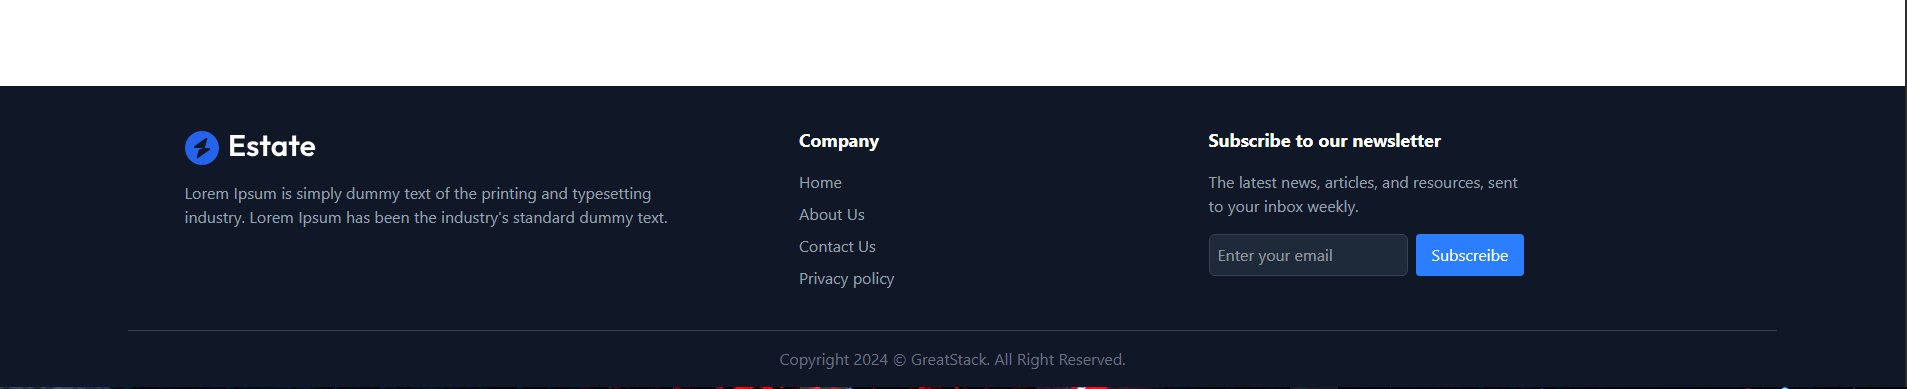 Estate
Lorem Ipsum is simply dummy text of the printing and typesetting
industry. Lorem Ipsum has been the industry's standard dummy text.
Company
Home
About Us
Contact Us
Privacy policy
Subscribe to our newsletter
The latest news, articles, and resources, sent
to your inbox weekly.
Enter your email
Subscreibe
Copyright 2024 © GreatStack. All Right Reserved.